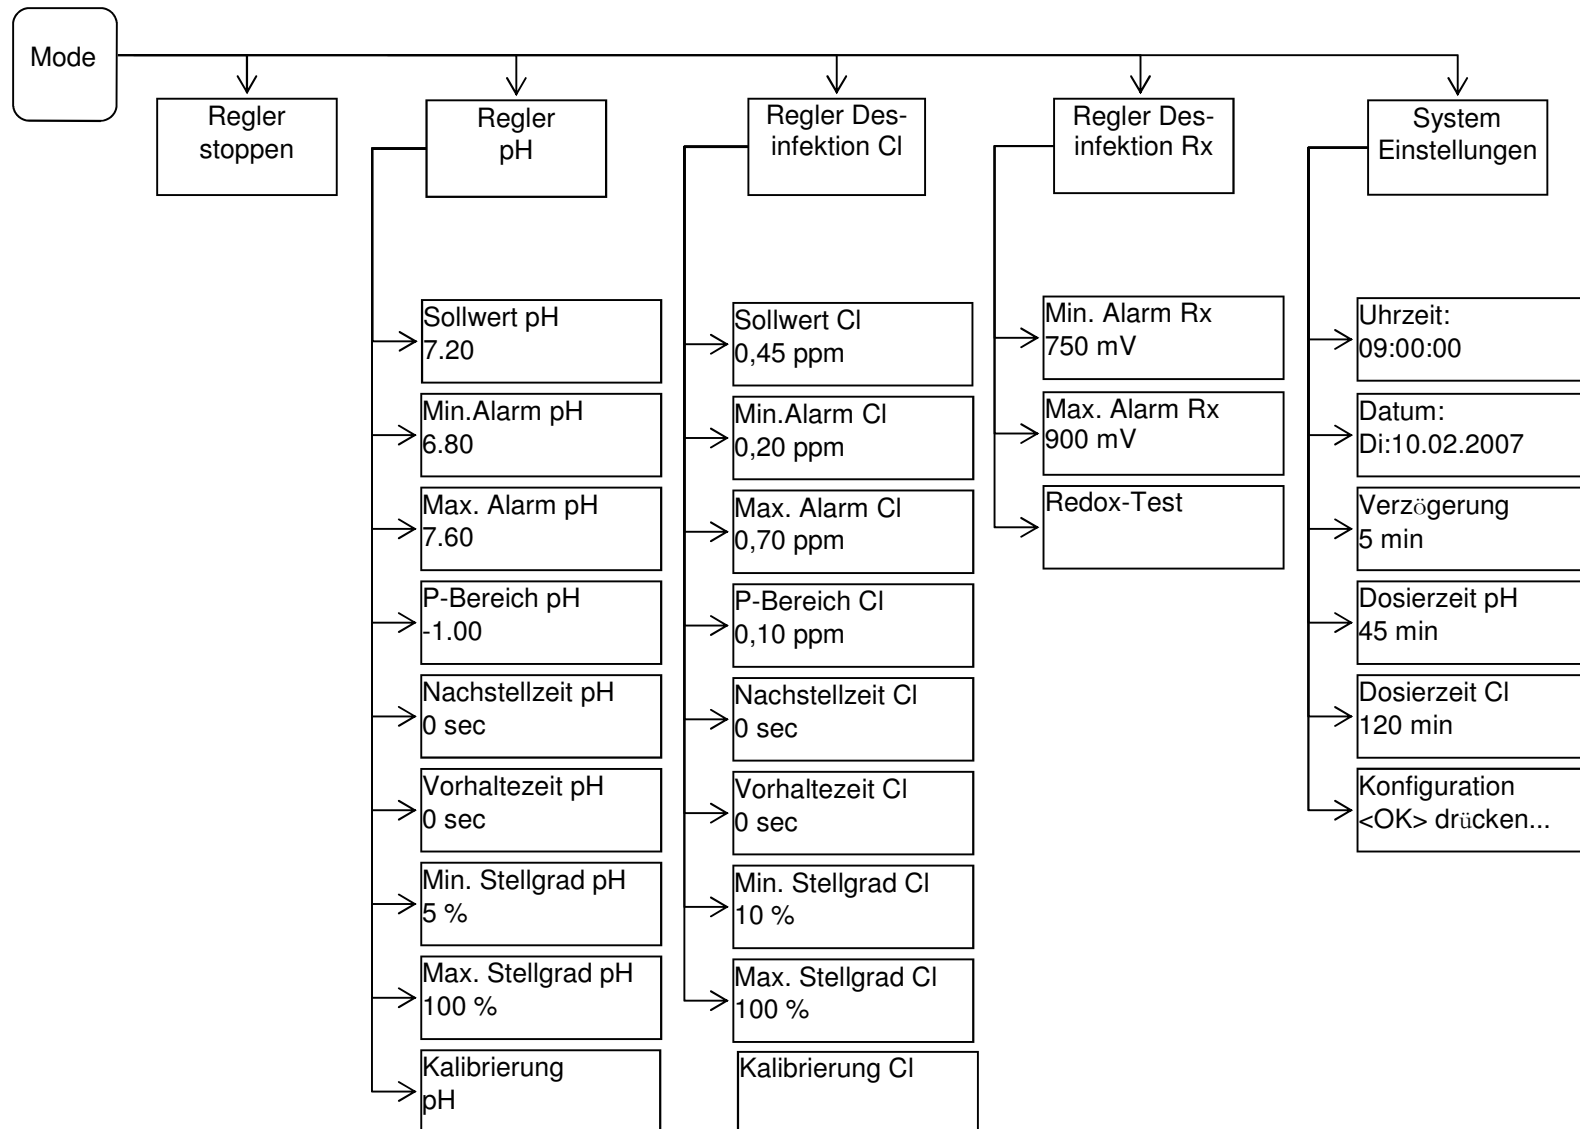 Mode
Regler
stoppen
Regler
pH
Regler Des-
infektion Cl
Regler Des-
infektion Rx
System
Einstellungen
Sollwert pH
7.20
Min.Alarm pH
6.80
Max. Alarm pH
7.60
P-Bereich pH
-1.00
Nachstellzeit pH
0 sec
Vorhaltezeit pH
0 sec
Min. Stellgrad pH
5 %
Max. Stellgrad pH
100 %
Kalibrierung
pH
Sollwert Cl
0,45 ppm
Min.Alarm Cl
0,20 ppm
Max. Alarm Cl
0,70 ppm
P-Bereich Cl
0,10 ppm
Nachstellzeit Cl
0 sec
Vorhaltezeit Cl
0 sec
Min. Stellgrad Cl
10 %
Max. Stellgrad Cl
100 %
Kalibrierung Cl
Min. Alarm Rx
750 mV
Max. Alarm Rx
900 mV
Redox-Test
Uhrzeit:
09:00:00
Datum:
Di:10.02.2007
Verzögerung
5 min
Dosierzeit pH
45 min
Dosierzeit Cl
120 min
Konfiguration
<OK> drücken...